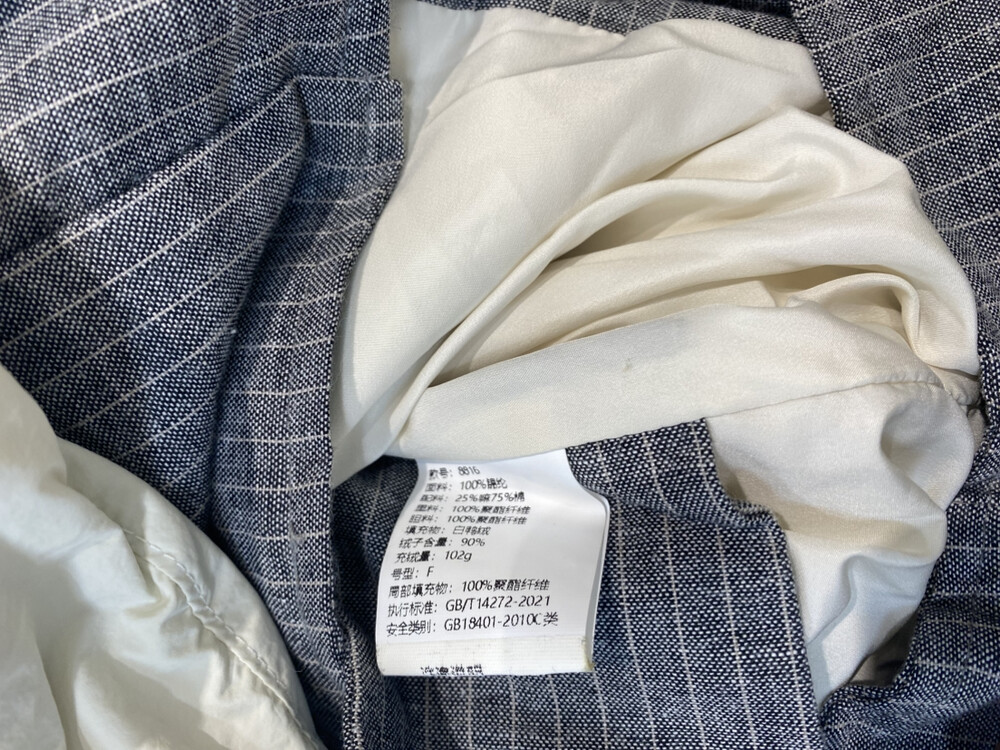 款号：8816
面料：100%锦纶
配料：25%麻75%棉
面料：100%聚酯纤维
里料：100%聚酯纤维
填充物：白鸭绒
绒子含量：90%
充绒量：102g
号型：F
局部填充物：100%聚酯纤维
执行标准：GB/T14272-2021
安全类别：GB18401-2010C类